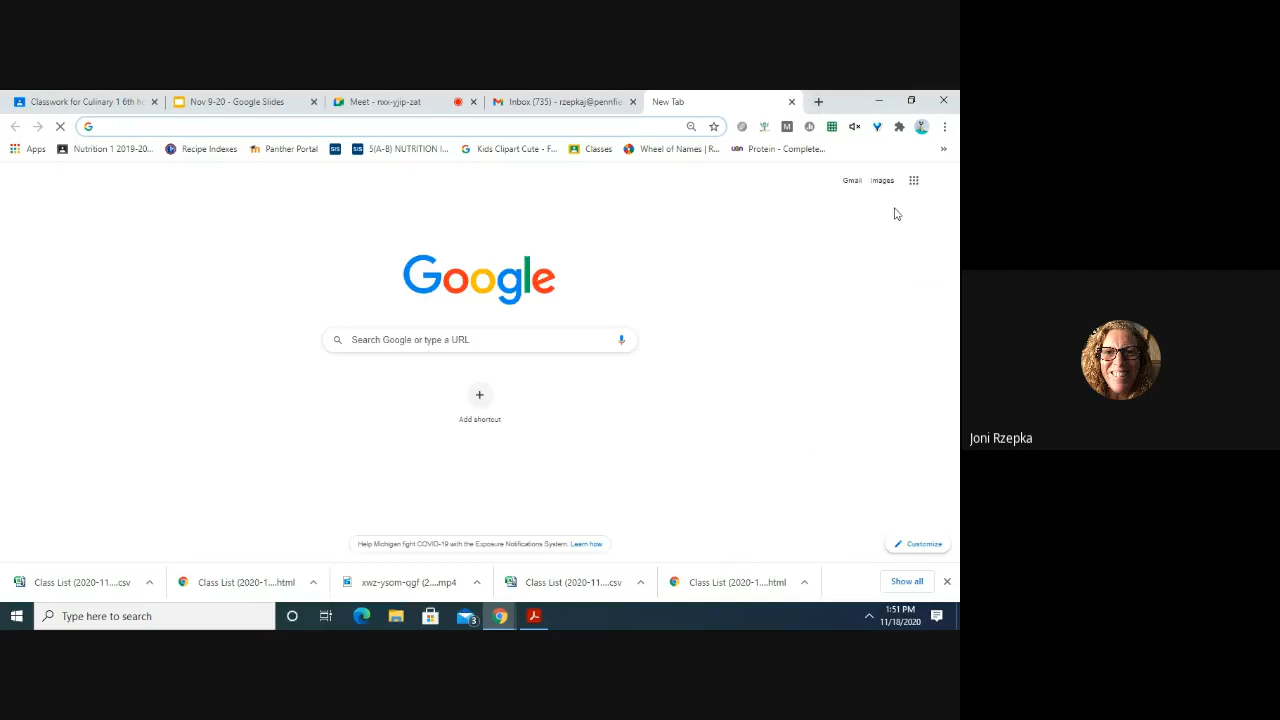 Classwork for Culinary 1 6th h
Nov 9-20 - Google Slides
Meet - nxx-yjip-zat
Inbox (735) - rzepkaj@pennfie
New Tab
Apps
Nutrition 1 2019-20...
Recipe Indexes
Panther Portal
SIS
SIS
5(A-B) NUTRITION I...
Kids Clipart Cute - F...
Classes
Wheel of Names | R...
Protein - Complete...
»
Gmail
Images
Google
Search Google or type a URL
Add shortcut
Joni Rzepka
Help Michigan fight COVID-19 with the Exposure Notifications System. Learn how
Customize
Class List (2020-11....csv
Class List (2020-1....html
xwz-ysom-qgf (2....mp4
Class List (2020-11....csv
Class List (2020-1....html
Show all
Type here to search
3
1:51 PM
11/18/2020